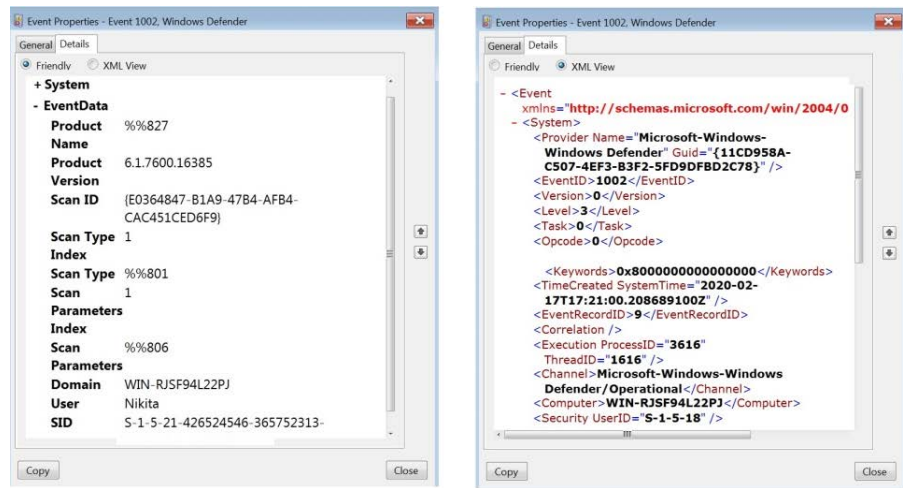 Event Properties - Event 1002, Windows Defender
General Details
Friendly XML View
+ System
- EventData
Product %%827
Name
Product 6.1.7600.16385
Version
Scan ID {E0364847-B1A9-47B4-AFB4-
CAC451CED6F9}
Scan Type 1
Index
Scan Type %%801
Scan 1
Parameters
Index
Scan %%806
Parameters
Domain WIN-RJSF94L22PJ
User Nikita
SID S-1-5-21-426524546-365752313-
Copy Close
Event Properties - Event 1002, Windows Defender
General Details
Friendly XML View
- <Event
xmlns="http://schemas.microsoft.com/win/2004/0
- <System>
<Provider Name="Microsoft-Windows-
Windows Defender" Guid="{11CD958A-
C507-4EF3-B3F2-5FD9DFBD2C78}" />
<EventID>1002</EventID>
<Version>0</Version>
<Level>3</Level>
<Task>0</Task>
<Opcode>0</Opcode>
<Keywords>0x8000000000000000</Keywords>
<TimeCreated SystemTime="2020-02-
17T17:21:00.208689100Z" />
<EventRecordID>9</EventRecordID>
<Correlation />
<Execution ProcessID="3616"
ThreadID="1616" />
<Channel>Microsoft-Windows-Windows
Defender/Operational</Channel>
<Computer>WIN-RJSF94L22PJ</Computer>
<Security UserID="S-1-5-18" />
Copy Close